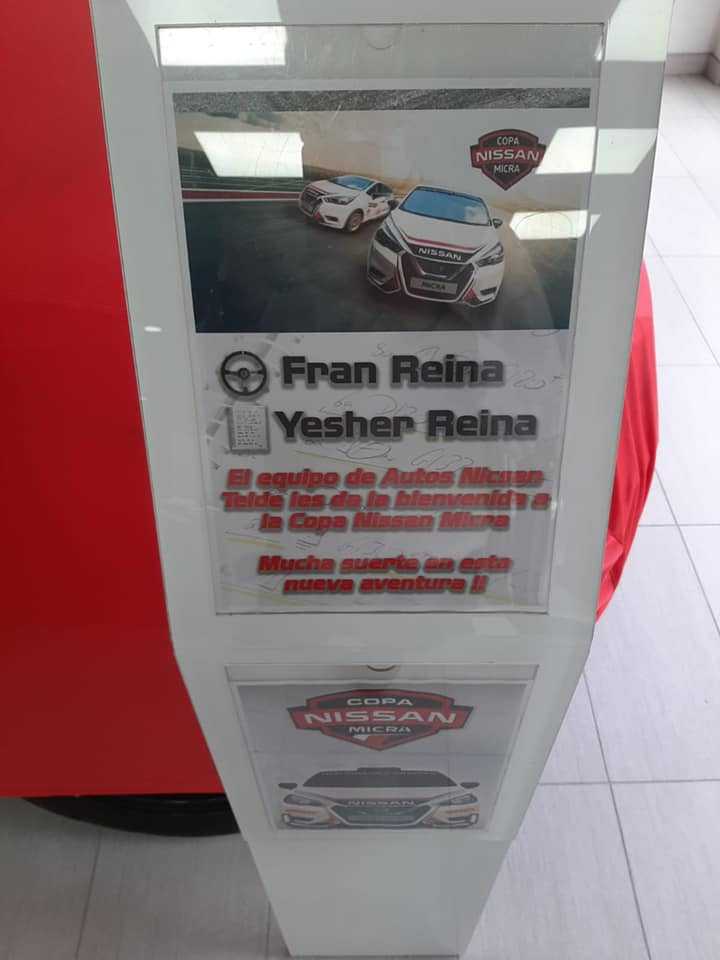 COPA
NISSAN
MICRA
NISSAN
MICRA
Fran Reina
Yesher Reina
El equipo de Autos Nissan
Telde les da la bienvenida a
la Copa Nissan Micra
Mucha suerte en esta
nueva aventura !!
COPA
NISSAN
MICRA
NISSAN